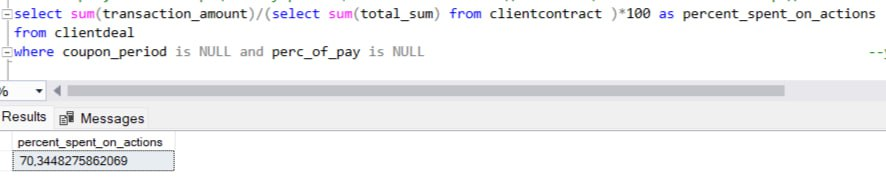 select sum(transaction_amount)/(select sum(total_sum) from clientcontract )*100 as percent_spent_on_actions
from clientdeal
where coupon_period is NULL and perc_of_pay is NULL
%
Results Messages
percent_spent_on_actions
70,3448275862069